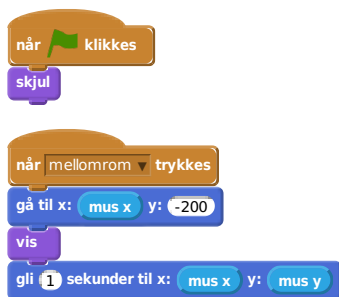 når klikkes
skjul
når mellomrom trykkes
gå til x: mus x y: -200
vis
gli 1 sekunder til x: mus x y: mus y